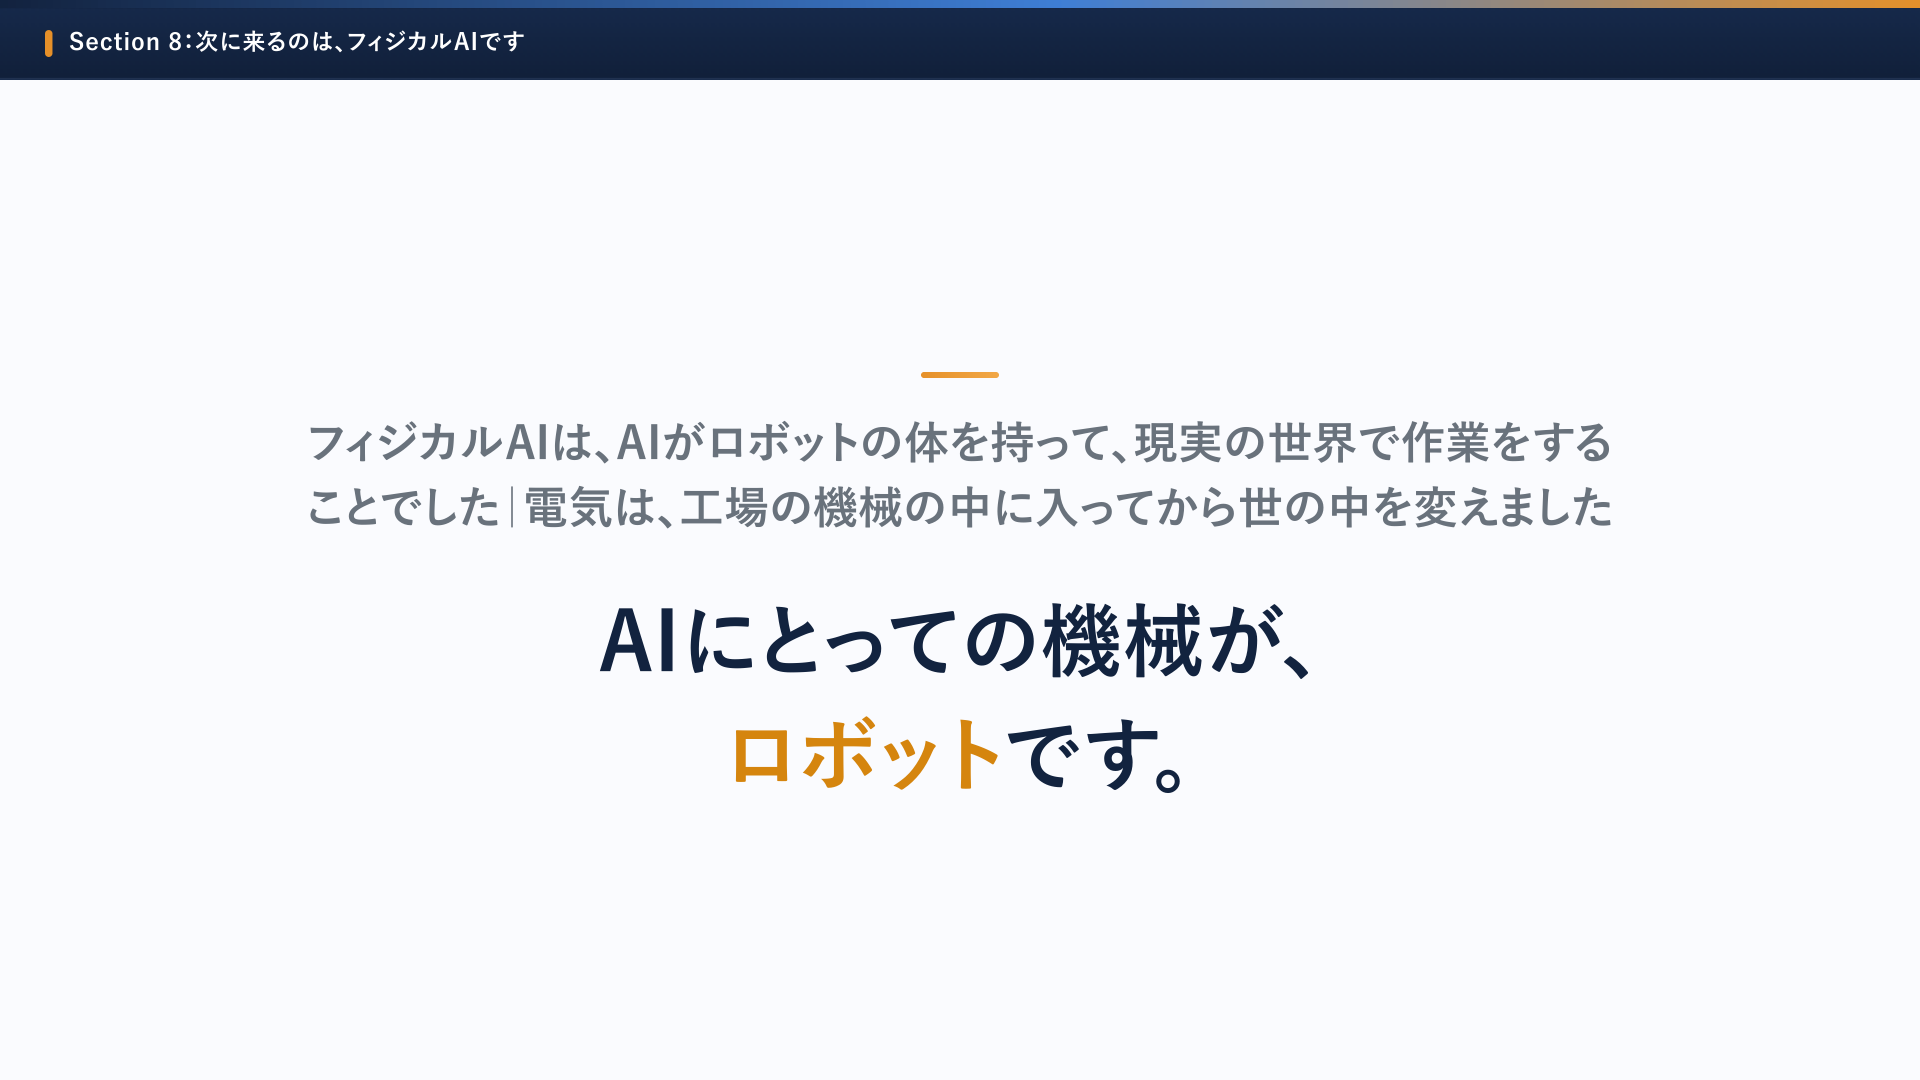 Section 8：次に来るのは、フィジカルAIです
フィジカルAIは、AIがロボットの体を持って、現実の世界で作業をする
ことでした｜電気は、工場の機械の中に入ってから世の中を変えました
AIにとっての機械が、
ロボットです。